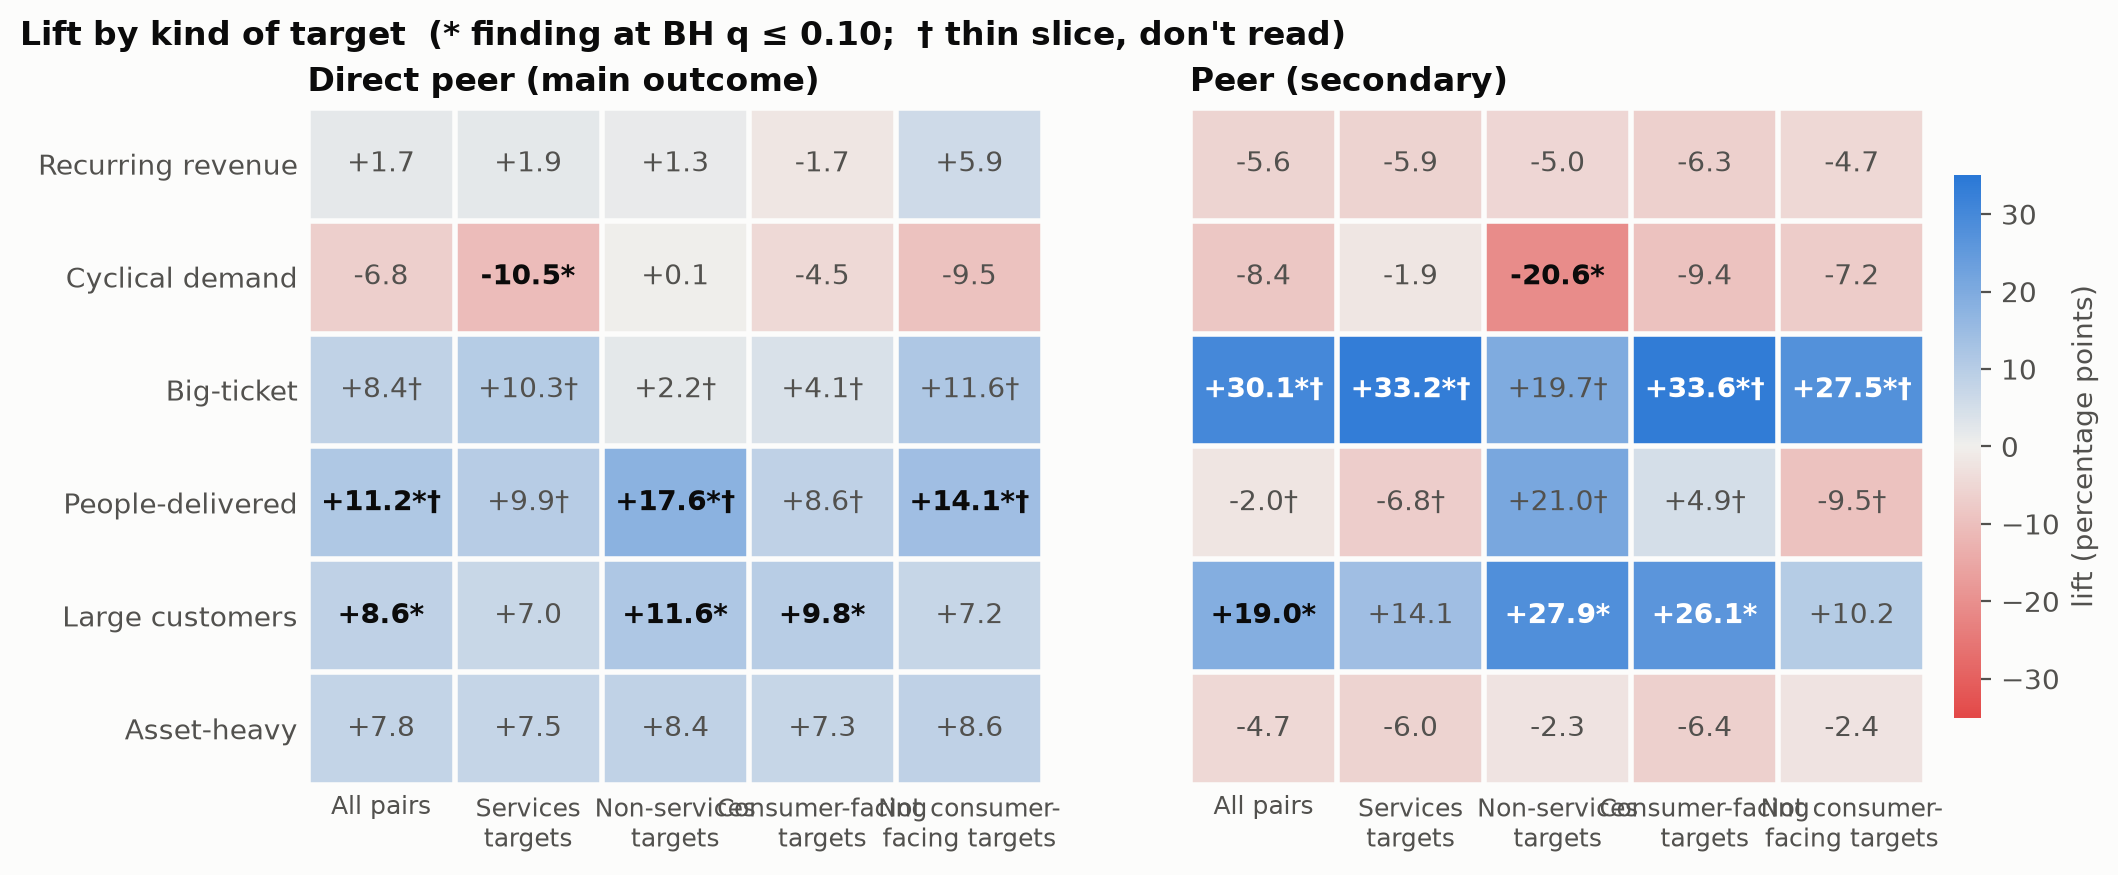 Lift by kind of target  (* finding at BH q ≤ 0.10;  † thin slice, don't read)
Direct peer (main outcome)
Peer (secondary)
Recurring revenue +1.7 +1.9 +1.3 -1.7 +5.9 -5.6 -5.9 -5.0 -6.3 -4.7
Cyclical demand -6.8 -10.5* +0.1 -4.5 -9.5 -8.4 -1.9 -20.6* -9.4 -7.2
Big-ticket +8.4† +10.3† +2.2† +4.1† +11.6† +30.1*† +33.2*† +19.7† +33.6*† +27.5*†
People-delivered +11.2*† +9.9† +17.6*† +8.6† +14.1*† -2.0† -6.8† +21.0† +4.9† -9.5†
Large customers +8.6* +7.0 +11.6* +9.8* +7.2 +19.0* +14.1 +27.9* +26.1* +10.2
Asset-heavy +7.8 +7.5 +8.4 +7.3 +8.6 -4.7 -6.0 -2.3 -6.4 -2.4
All pairs
Services
targets
Non-services
targets
Consumer-facing
targets
Not consumer-
facing targets
All pairs
Services
targets
Non-services
targets
Consumer-facing
targets
Not consumer-
facing targets
30
20
10
0
−10
−20
−30
lift (percentage points)